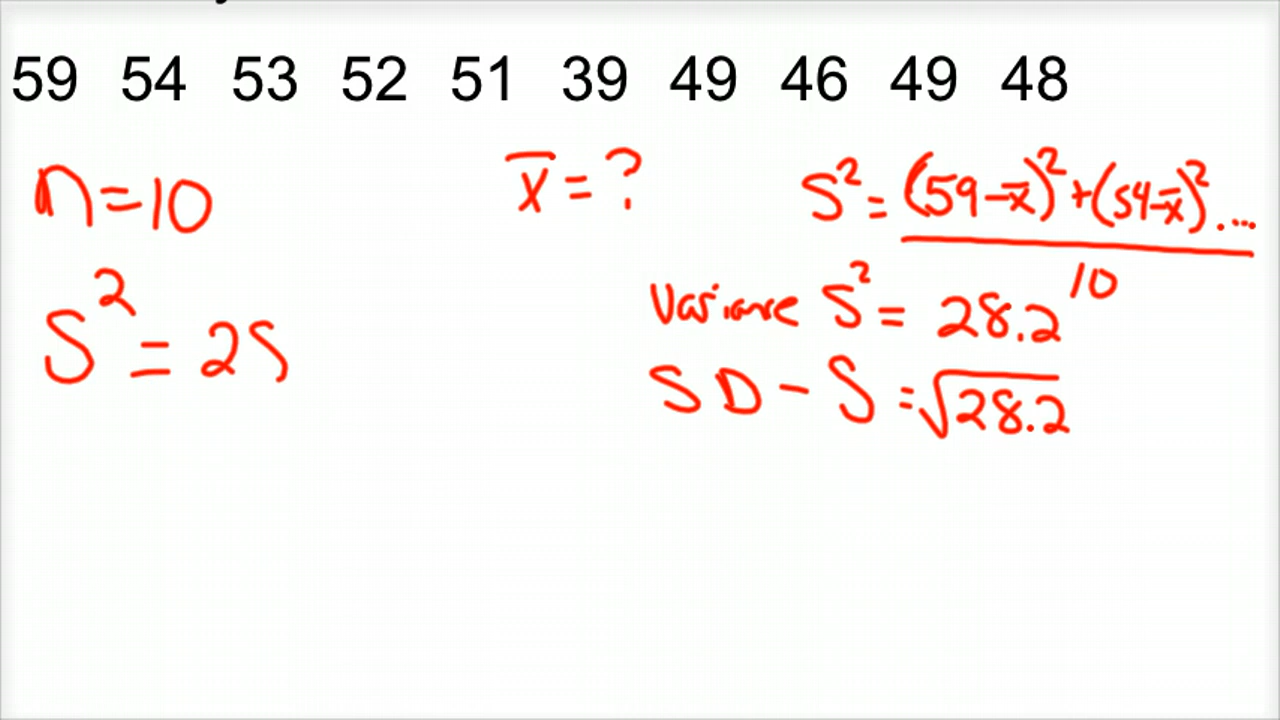 59 54 53 52 51 39 49 46 49 48
n=10
x̄ = ?
S² = (59-x̄)² + (54-x̄)² .... / 10
S² = 25
Variance S² = 28.2
SD - S = √28.2